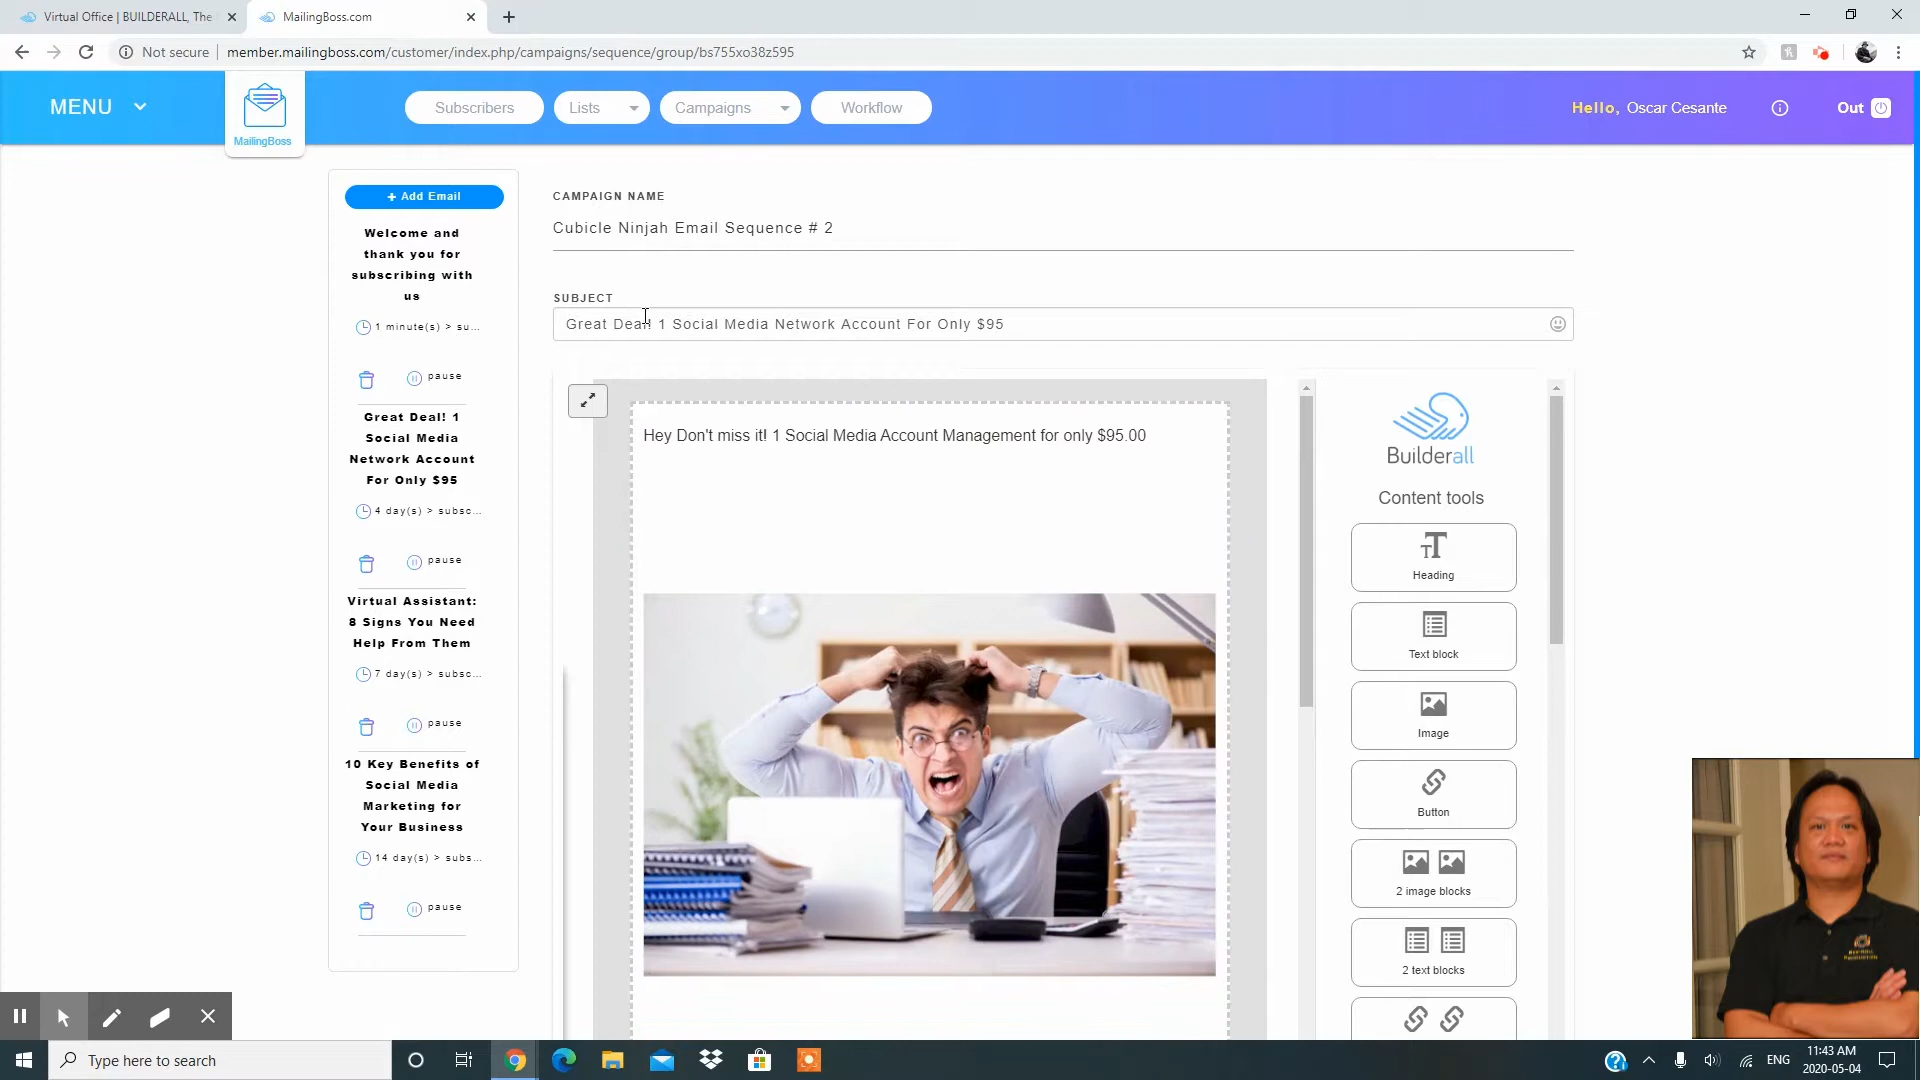 Virtual Office | BUILDERALL, The
MailingBoss.com
Not secure
member.mailingboss.com/customer/index.php/campaigns/sequence/group/bs755xo38z595
MENU
MailingBoss
Subscribers
Lists
Campaigns
Workflow
Hello, Oscar Cesante
Out
+ Add Email
Welcome and
thank you for
subscribing with
us
1 minute(s) > su...
pause
Great Deal! 1
Social Media
Network Account
For Only $95
4 day(s) > subsc...
pause
Virtual Assistant:
8 Signs You Need
Help From Them
7 day(s) > subsc...
pause
10 Key Benefits of
Social Media
Marketing for
Your Business
14 day(s) > subs...
pause
CAMPAIGN NAME
Cubicle Ninjah Email Sequence # 2
SUBJECT
Great Deal! 1 Social Media Network Account For Only $95
Hey Don't miss it! 1 Social Media Account Management for only $95.00
Builderall
Content tools
Heading
Text block
Image
Button
2 image blocks
2 text blocks
Type here to search
ENG
11:43 AM
2020-05-04